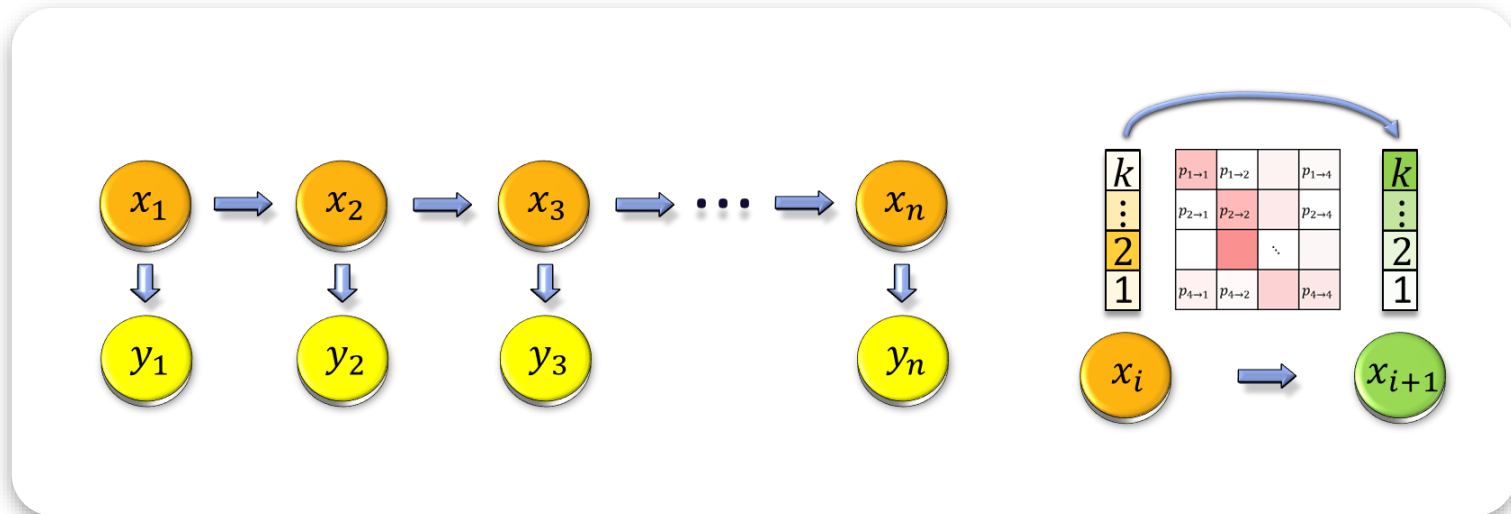 x₁ x₂ x₃ ... xₙ
y₁ y₂ y₃ yₙ
k
⋮
2
1
p₁→₁ p₁→₂ p₁→₄
p₂→₁ p₂→₂ p₂→₄
⋱
p₄→₁ p₄→₂ p₄→₄
k
⋮
2
1
xᵢ xᵢ₊₁